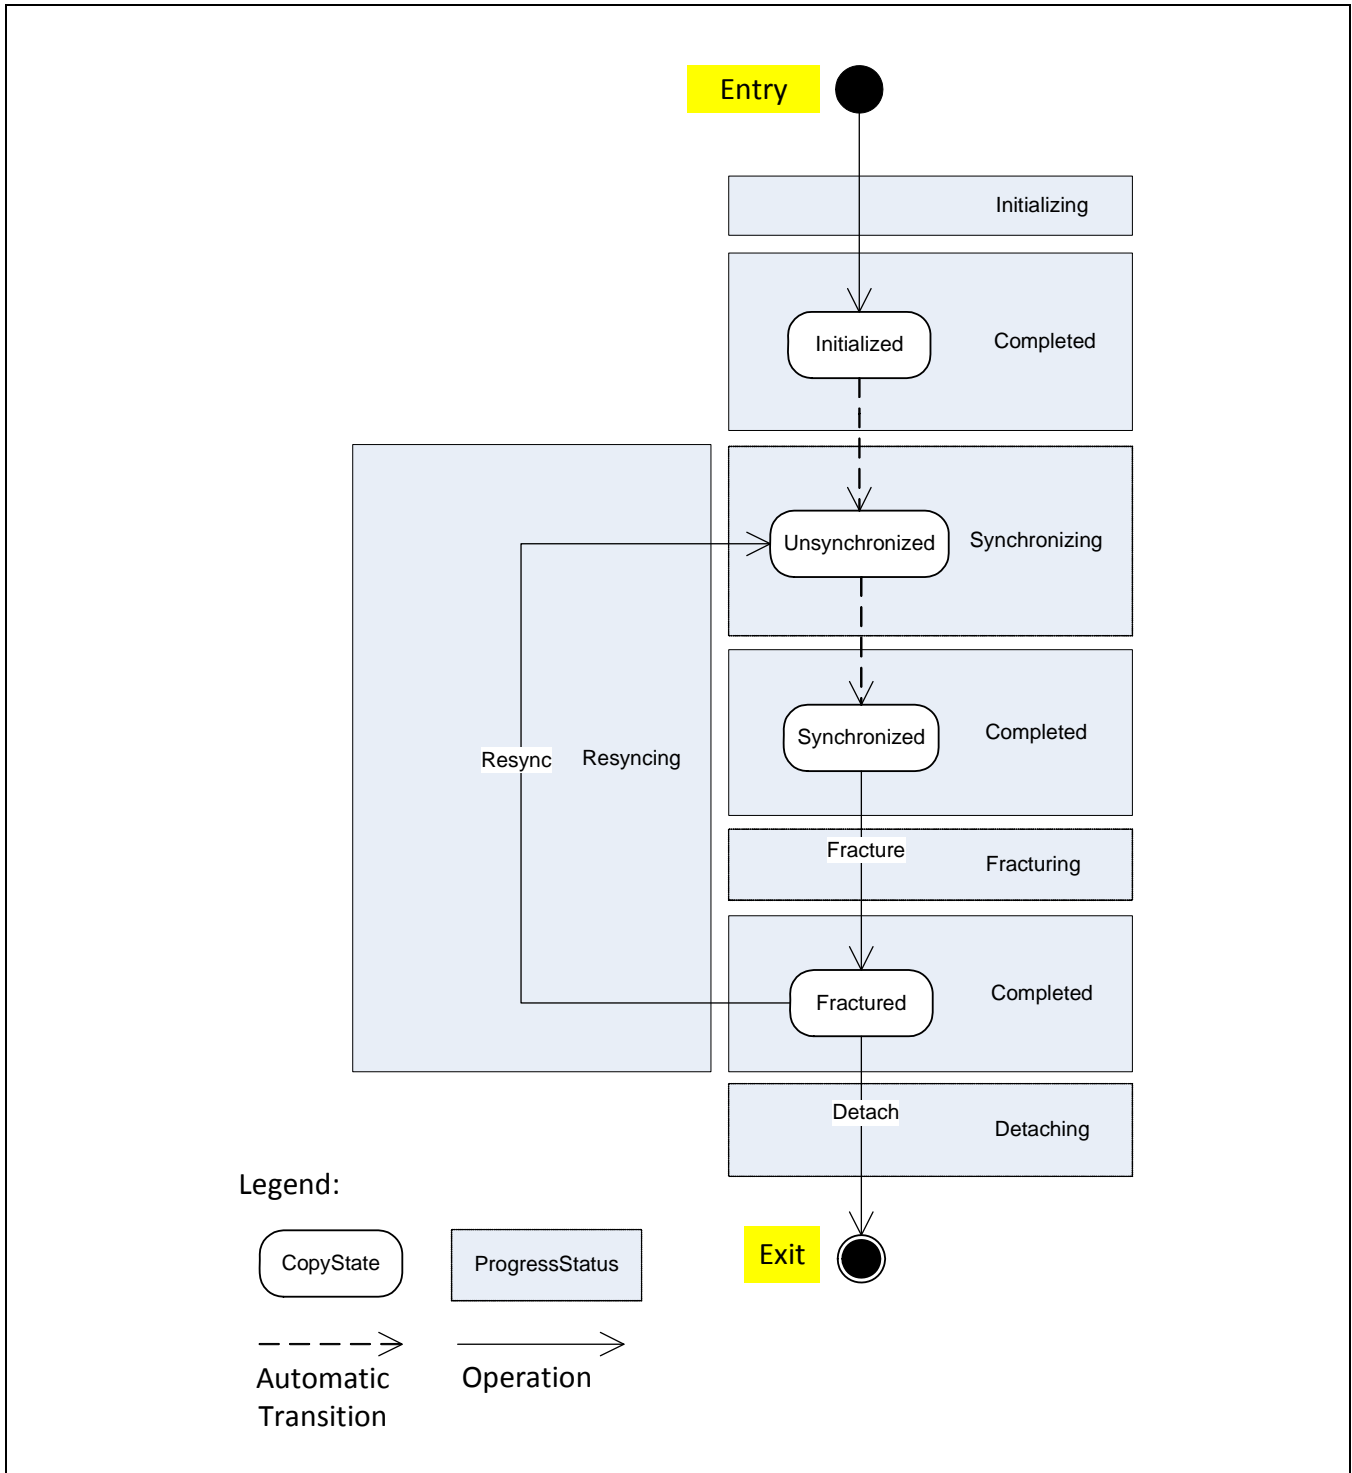 Entry
Initializing
Initialized
Completed
Unsynchronized
Synchronizing
Synchronized
Completed
Resync
Resyncing
Fracture
Fracturing
Fractured
Completed
Detach
Detaching
Legend:
Exit
CopyState
ProgressStatus
Automatic
Transition
Operation